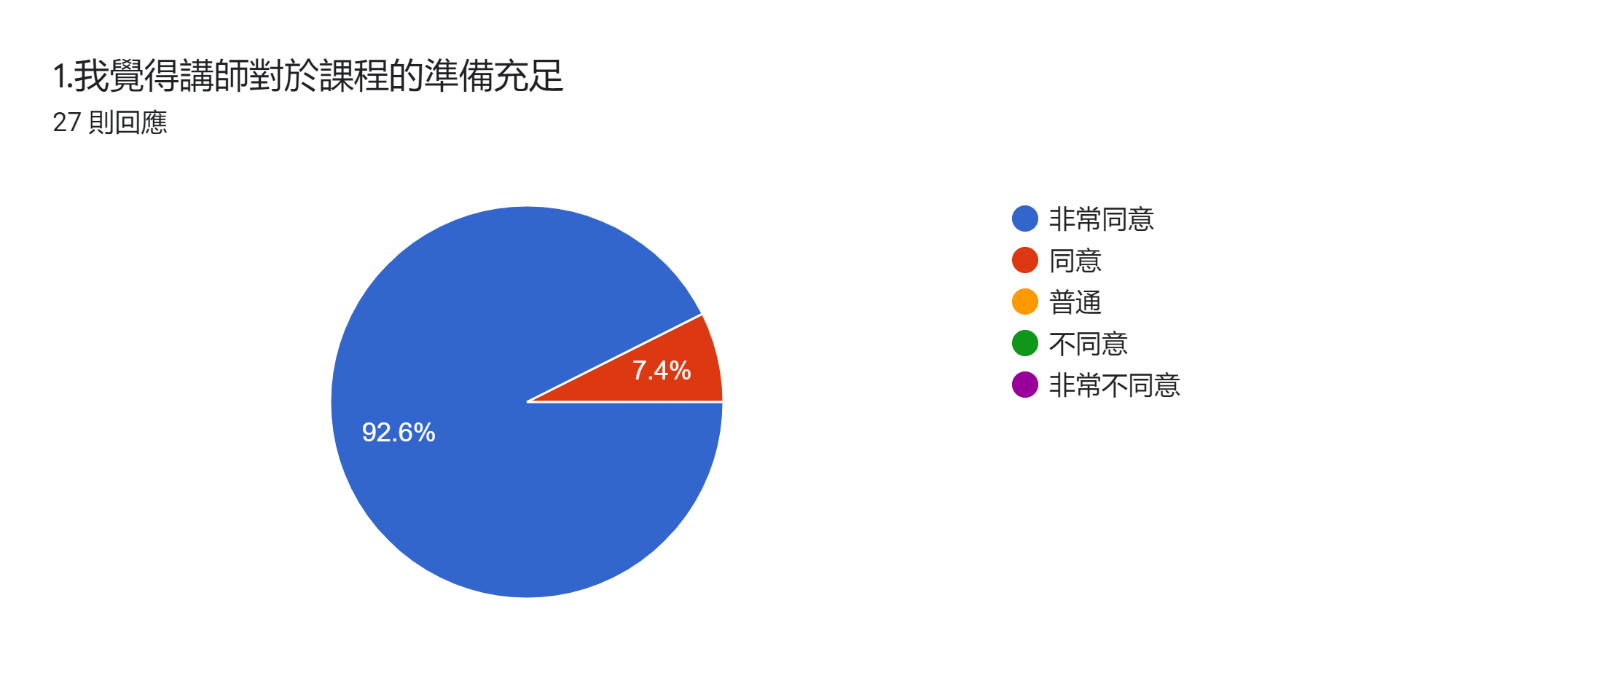 1.我覺得講師對於課程的準備充足
27 則回應
非常同意
同意
普通
不同意
非常不同意
7.4%
92.6%